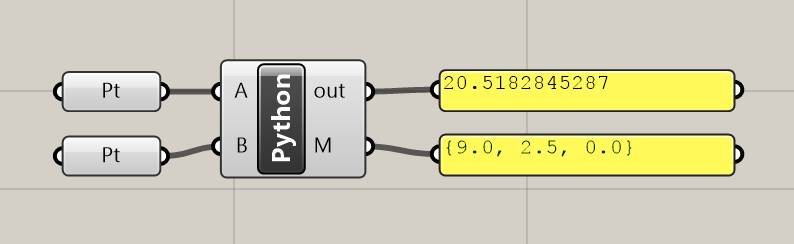 Pt
A
out
20.5182845287
Python
Pt
B
M
{9.0, 2.5, 0.0}